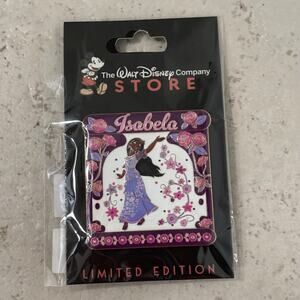 The WALT DISNEY Company
STORE
Isabela
LIMITED EDITION